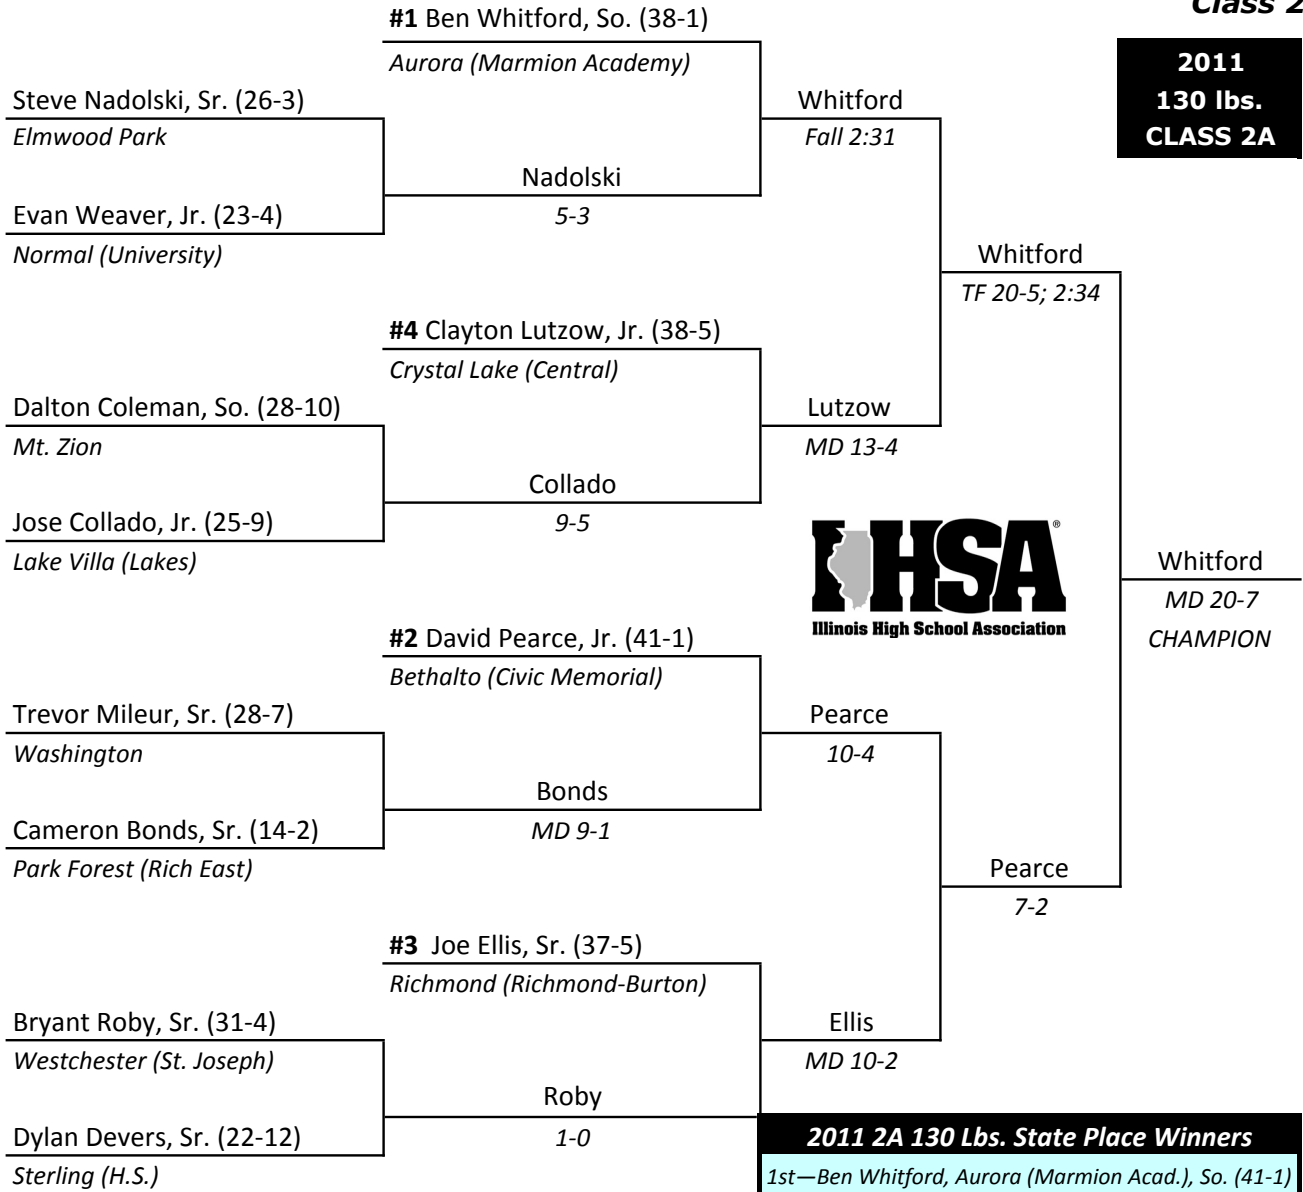 Class 2
#1 Ben Whitford, So. (38-1)
Aurora (Marmion Academy)
2011
130 lbs.
CLASS 2A
Steve Nadolski, Sr. (26-3)
Elmwood Park
Whitford
Fall 2:31
Nadolski
5-3
Evan Weaver, Jr. (23-4)
Normal (University)
Whitford
TF 20-5; 2:34
#4 Clayton Lutzow, Jr. (38-5)
Crystal Lake (Central)
Dalton Coleman, So. (28-10)
Mt. Zion
Lutzow
MD 13-4
Collado
9-5
Jose Collado, Jr. (25-9)
Lake Villa (Lakes)
IHSA®
Illinois High School Association
Whitford
MD 20-7
CHAMPION
#2 David Pearce, Jr. (41-1)
Bethalto (Civic Memorial)
Trevor Mileur, Sr. (28-7)
Washington
Pearce
10-4
Bonds
MD 9-1
Cameron Bonds, Sr. (14-2)
Park Forest (Rich East)
Pearce
7-2
#3 Joe Ellis, Sr. (37-5)
Richmond (Richmond-Burton)
Bryant Roby, Sr. (31-4)
Westchester (St. Joseph)
Ellis
MD 10-2
Roby
1-0
Dylan Devers, Sr. (22-12)
Sterling (H.S.)
2011 2A 130 Lbs. State Place Winners
1st—Ben Whitford, Aurora (Marmion Acad.), So. (41-1)